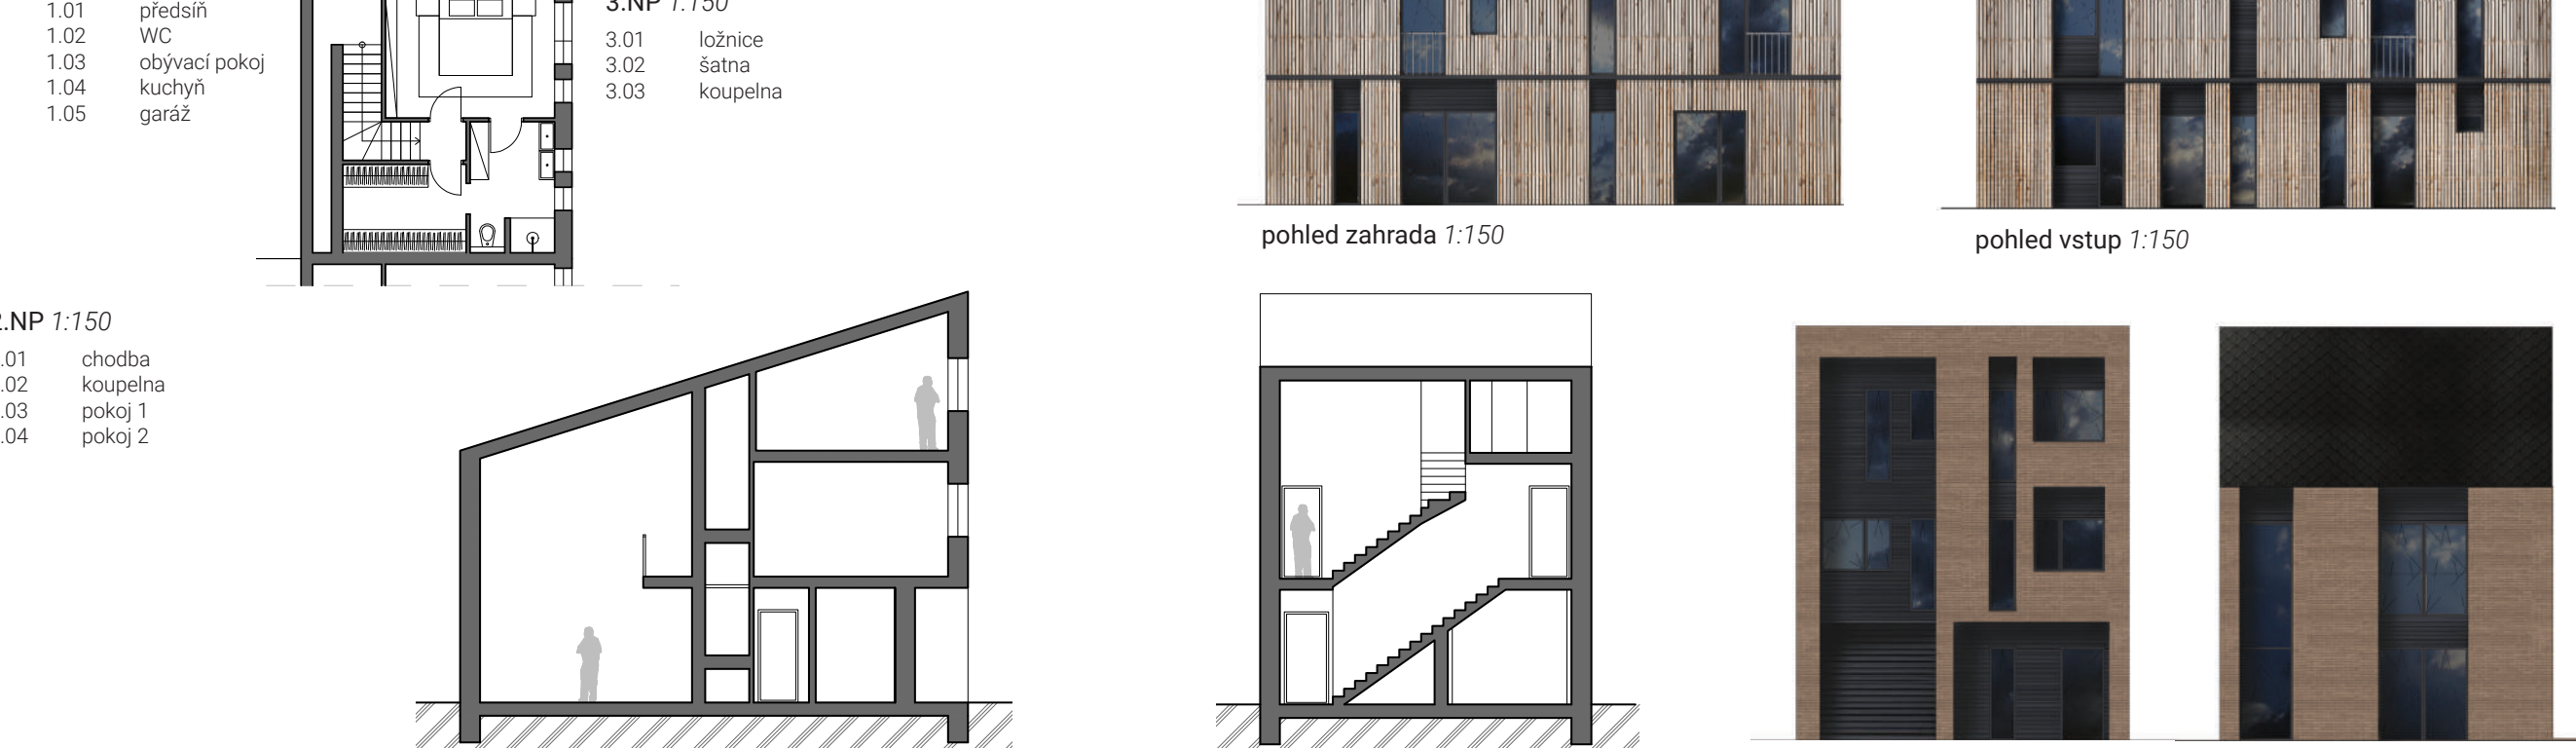 1.01 předsíň
1.02 WC
1.03 obývací pokoj
1.04 kuchyň
1.05 garáž
3.NP 1:150
3.01 ložnice
3.02 šatna
3.03 koupelna
pohled zahrada 1:150
pohled vstup 1:150
2.NP 1:150
.01 chodba
.02 koupelna
.03 pokoj 1
.04 pokoj 2